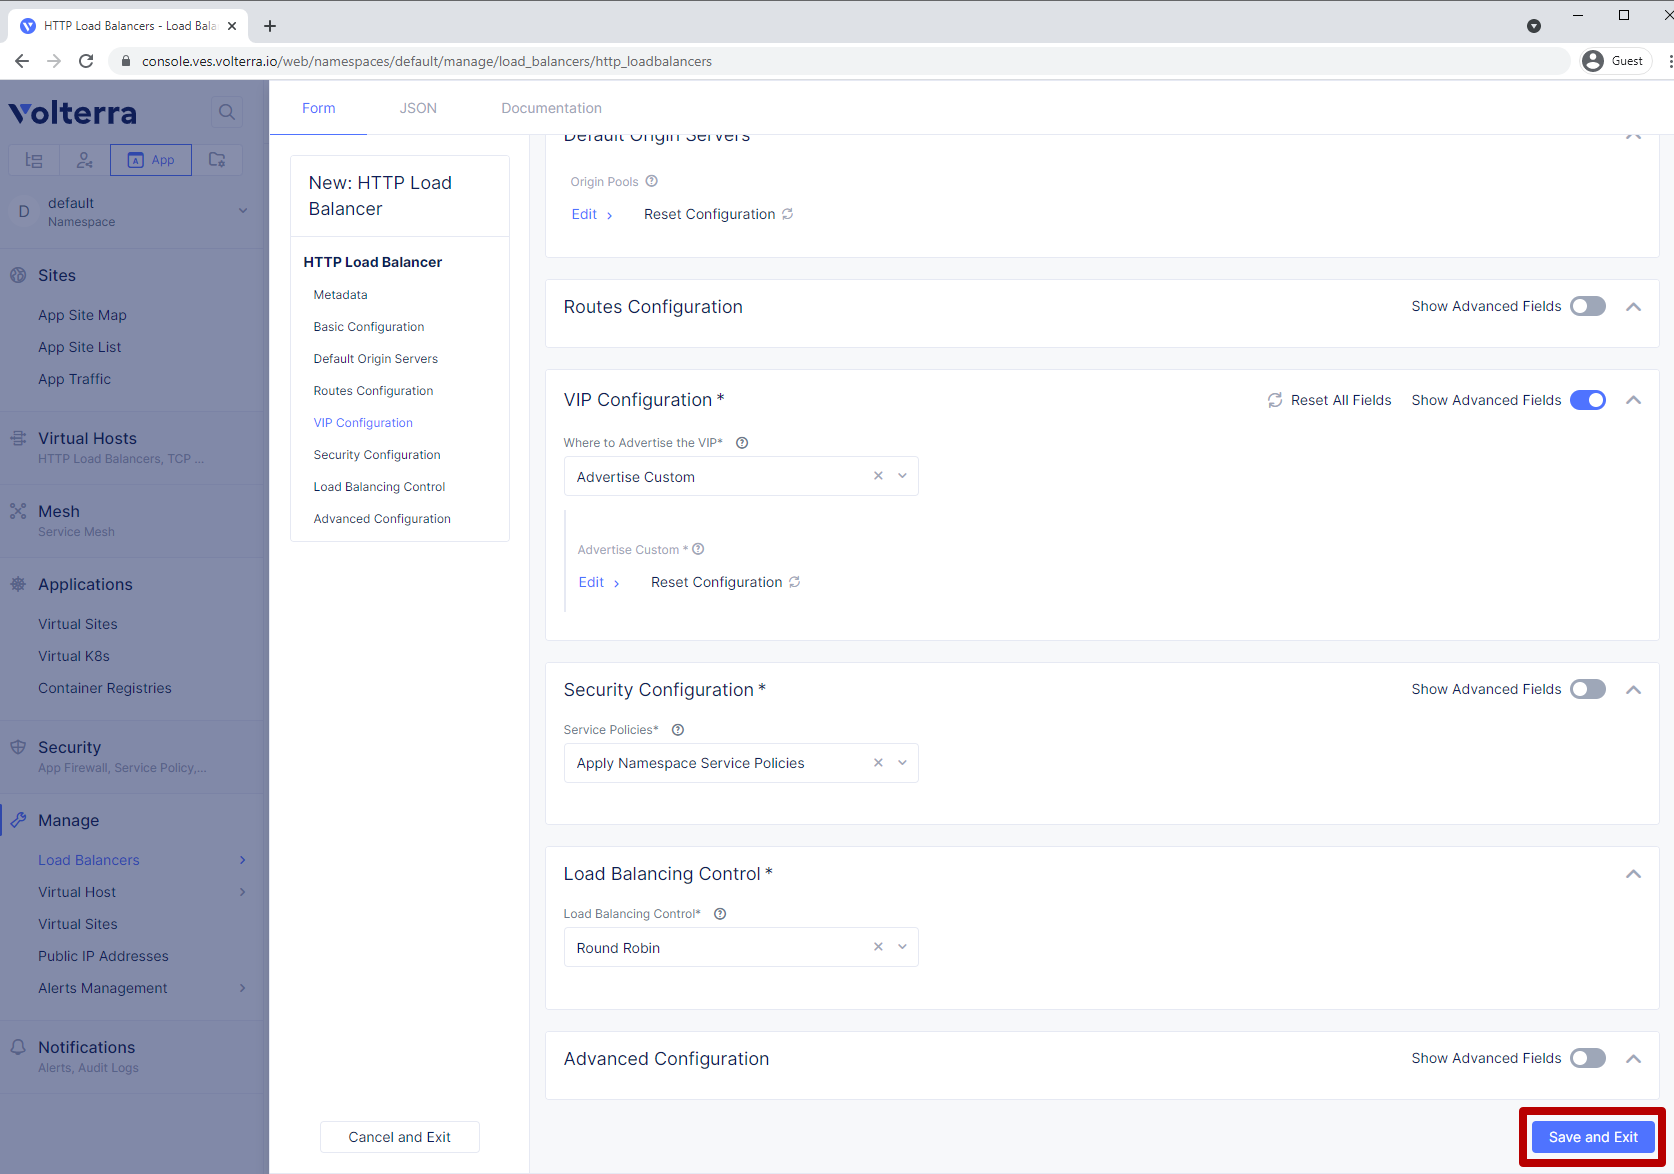 HTTP Load Balancers - Load Bala
console.ves.volterra.io/web/namespaces/default/manage/load_balancers/http_loadbalancers
Guest
Volterra
App
D
default
Namespace
Sites
App Site Map
App Site List
App Traffic
Virtual Hosts
HTTP Load Balancers, TCP ...
Mesh
Service Mesh
Applications
Virtual Sites
Virtual K8s
Container Registries
Security
App Firewall, Service Policy,...
Manage
Load Balancers
Virtual Host
Virtual Sites
Public IP Addresses
Alerts Management
Notifications
Alerts, Audit Logs
Form
JSON
Documentation
New: HTTP Load
Balancer
HTTP Load Balancer
Metadata
Basic Configuration
Default Origin Servers
Routes Configuration
VIP Configuration
Security Configuration
Load Balancing Control
Advanced Configuration
Cancel and Exit
Default Origin Servers
Origin Pools
Edit
Reset Configuration
Routes Configuration
Show Advanced Fields
VIP Configuration *
Reset All Fields
Show Advanced Fields
Where to Advertise the VIP*
Advertise Custom
Advertise Custom *
Edit
Reset Configuration
Security Configuration *
Show Advanced Fields
Service Policies*
Apply Namespace Service Policies
Load Balancing Control *
Load Balancing Control*
Round Robin
Advanced Configuration
Show Advanced Fields
Save and Exit